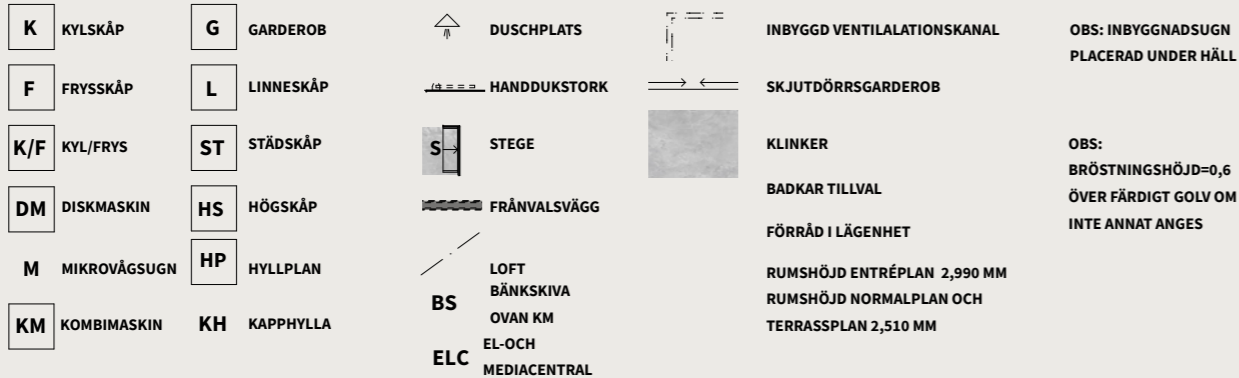 K KYLSKÅP
F FRYSSKÅP
K/F KYL/FRYS
DM DISKMASKIN
M MIKROVÅGSUGN
KM KOMBIMASKIN
G GARDEROB
L LINNESKÅP
ST STÄDSKÅP
HS HÖGSKÅP
HP HYLLPLAN
KH KAPPHYLLA
DUSCHPLATS
HANDDUKSTORK
S STEGE
FRÅNVALSVÄGG
LOFT
BS BÄNKSKIVA
OVAN KM
ELC EL-OCH
MEDIACENTRAL
INBYGGD VENTILALATIONSKANAL
SKJUTDÖRRSGARDEROB
KLINKER
BADKAR TILLVAL
FÖRRÅD I LÄGENHET
RUMSHÖJD ENTRÉPLAN 2,990 MM
RUMSHÖJD NORMALPLAN OCH
TERRASSPLAN 2,510 MM
OBS: INBYGGNADSUGN
PLACERAD UNDER HÄLL
OBS:
BRÖSTNINGSHÖJD=0,6
ÖVER FÄRDIGT GOLV OM
INTE ANNAT ANGES